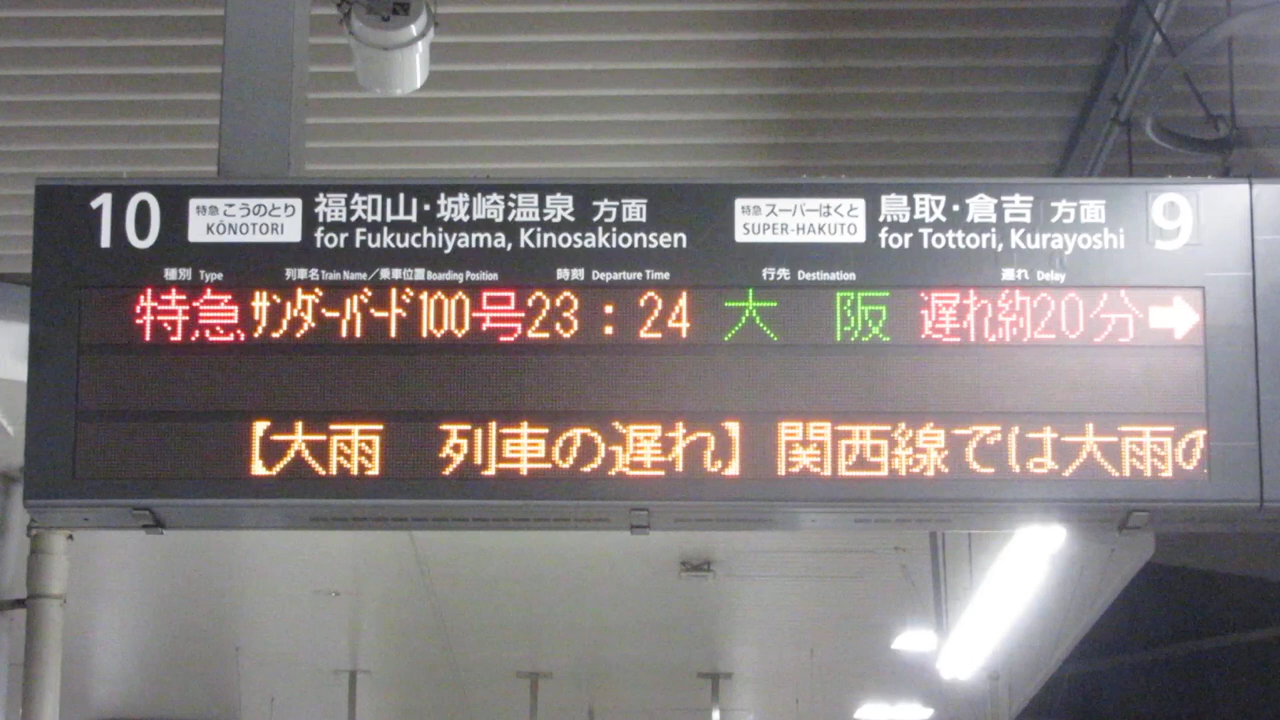 10 特急 こうのとり KŌNOTORI 福知山・城崎温泉 方面 for Fukuchiyama, Kinosakionsen
特急 スーパーはくと SUPER-HAKUTO 鳥取・倉吉 方面 for Tottori, Kurayoshi 9
種別 Type 列車名 Train Name／乗車位置 Boarding Position 時刻 Departure Time 行先 Destination 遅れ Delay
特急 サンダーバード100号 23：24 大　阪 遅れ約20分 ➡
【大雨　列車の遅れ】関西線では大雨の